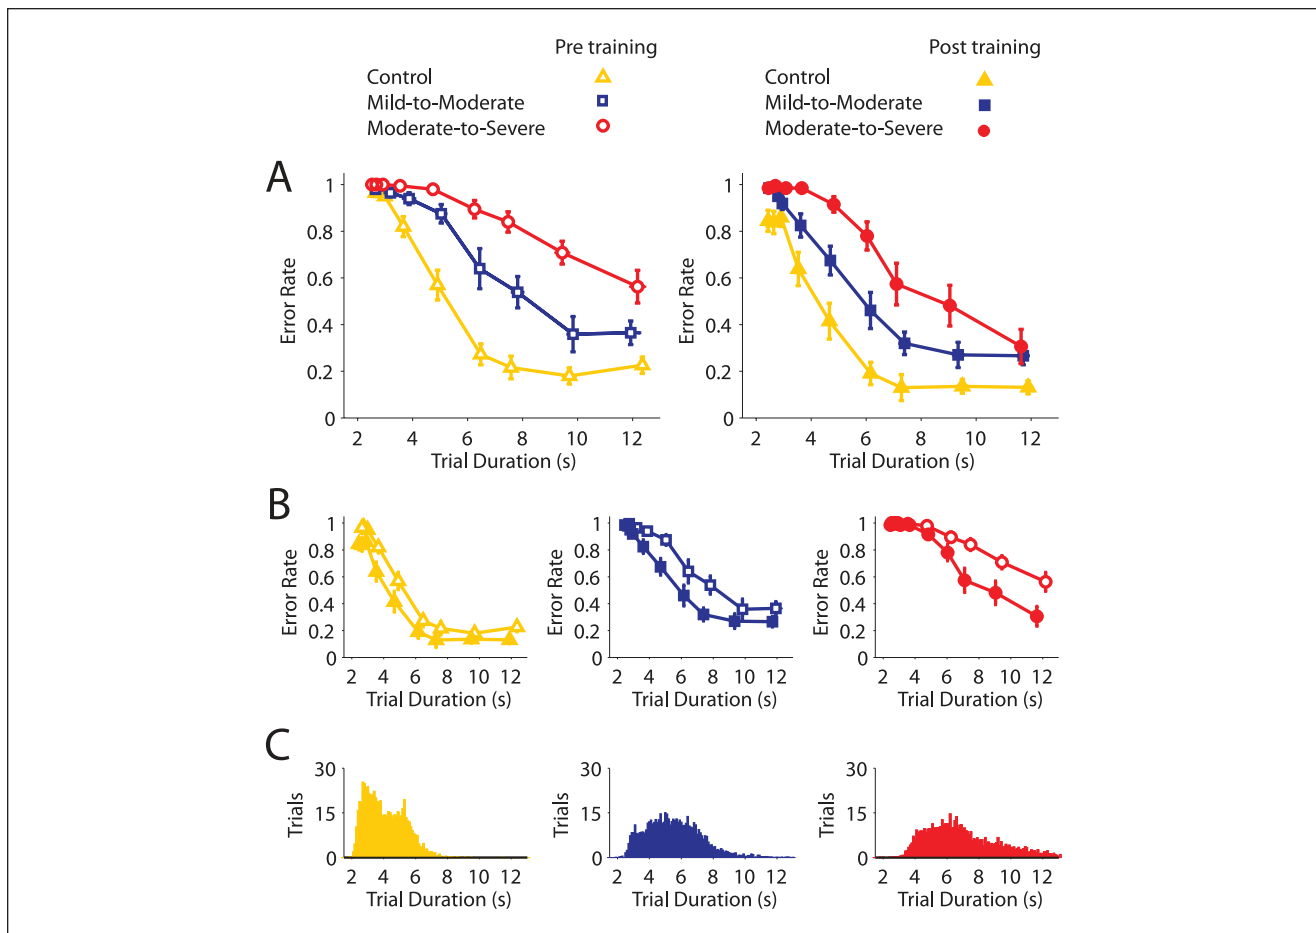 Pre training
Control
Mild-to-Moderate
Moderate-to-Severe
Post training
Control
Mild-to-Moderate
Moderate-to-Severe
A
1
0.8
0.6
0.4
0.2
0
Error Rate
2 4 6 8 10 12
Trial Duration (s)
1
0.8
0.6
0.4
0.2
0
Error Rate
2 4 6 8 10 12
Trial Duration (s)
B
1
0.8
0.6
0.4
0.2
0
Error Rate
2 4 6 8 10 12
Trial Duration (s)
1
0.8
0.6
0.4
0.2
0
Error Rate
2 4 6 8 10 12
Trial Duration (s)
1
0.8
0.6
0.4
0.2
0
Error Rate
2 4 6 8 10 12
Trial Duration (s)
C
30
15
0
Trials
2 4 6 8 10 12
Trial Duration (s)
30
15
0
Trials
2 4 6 8 10 12
Trial Duration (s)
30
15
0
Trials
2 4 6 8 10 12
Trial Duration (s)